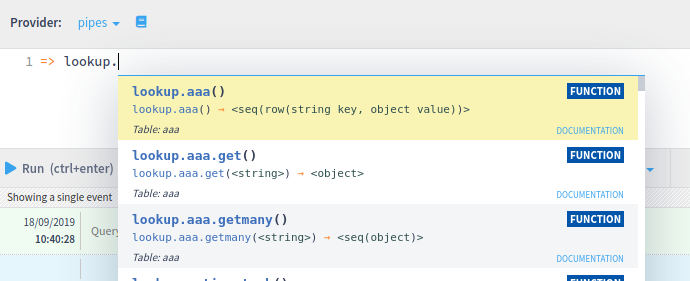 Provider: pipes
1 => lookup.
lookup.aaa() FUNCTION
lookup.aaa() → <seq(row(string key, object value))>
Table: aaa DOCUMENTATION
lookup.aaa.get() FUNCTION
lookup.aaa.get(<string>) → <object>
Table: aaa DOCUMENTATION
Run (ctrl+enter)
lookup.aaa.getmany() FUNCTION
lookup.aaa.getmany(<string>) → <seq(object)>
Table: aaa DOCUMENTATION
Showing a single event
18/09/2019
10:40:28
Query